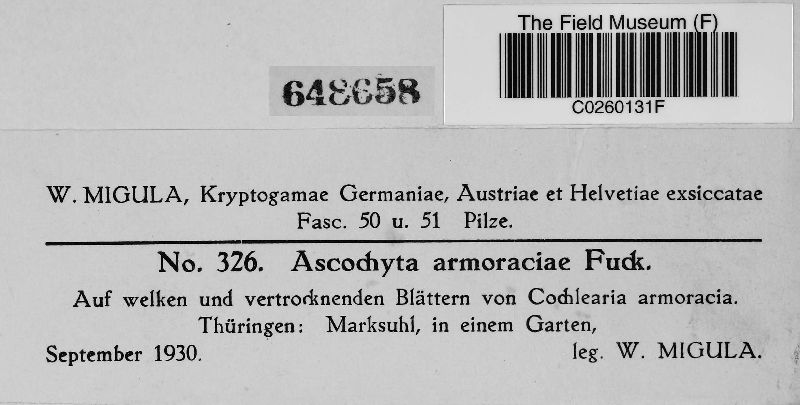 The Field Museum (F)
C0260131F
648658
W. MIGULA, Kryptogamae Germaniae, Austriae et Helvetiae exsiccatae
Fasc. 50 u. 51 Pilze.
No. 326. Ascochyta armoraciae Fuck.
Auf welken und vertrocknenden Blättern von Cochlearia armoracia.
Thüringen: Marksuhl, in einem Garten,
September 1930. leg. W. MIGULA.